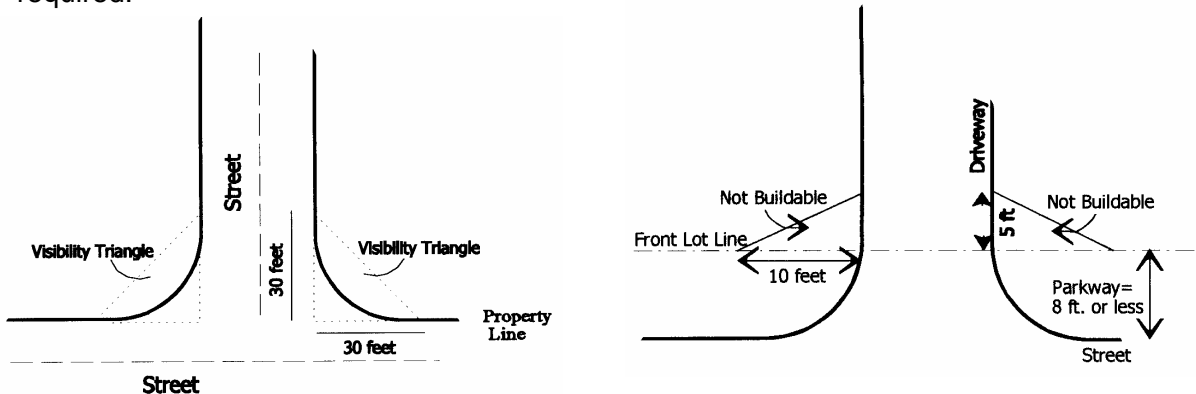 required.
Street
Visibility Triangle
Visibility Triangle
30 feet
Property
Line
30 feet
Street
Driveway
Not Buildable
Not Buildable
5 ft
Front Lot Line
10 feet
Parkway=
8 ft. or less
Street